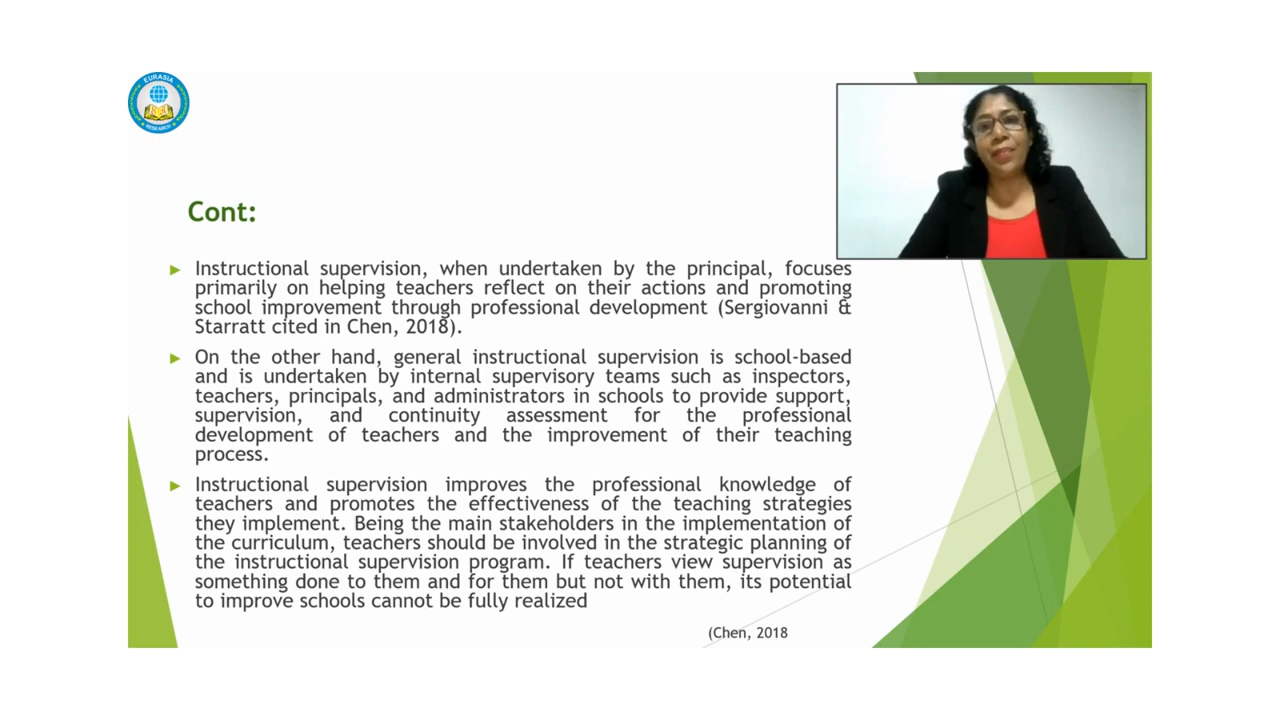 EURASIA
RESEARCH
Cont:
Instructional supervision, when undertaken by the principal, focuses
primarily on helping teachers reflect on their actions and promoting
school improvement through professional development (Sergiovanni &
Starratt cited in Chen, 2018).
On the other hand, general instructional supervision is school-based
and is undertaken by internal supervisory teams such as inspectors,
teachers, principals, and administrators in schools to provide support,
supervision, and continuity assessment for the professional
development of teachers and the improvement of their teaching
process.
Instructional supervision improves the professional knowledge of
teachers and promotes the effectiveness of the teaching strategies
they implement. Being the main stakeholders in the implementation of
the curriculum, teachers should be involved in the strategic planning of
the instructional supervision program. If teachers view supervision as
something done to them and for them but not with them, its potential
to improve schools cannot be fully realized
(Chen, 2018